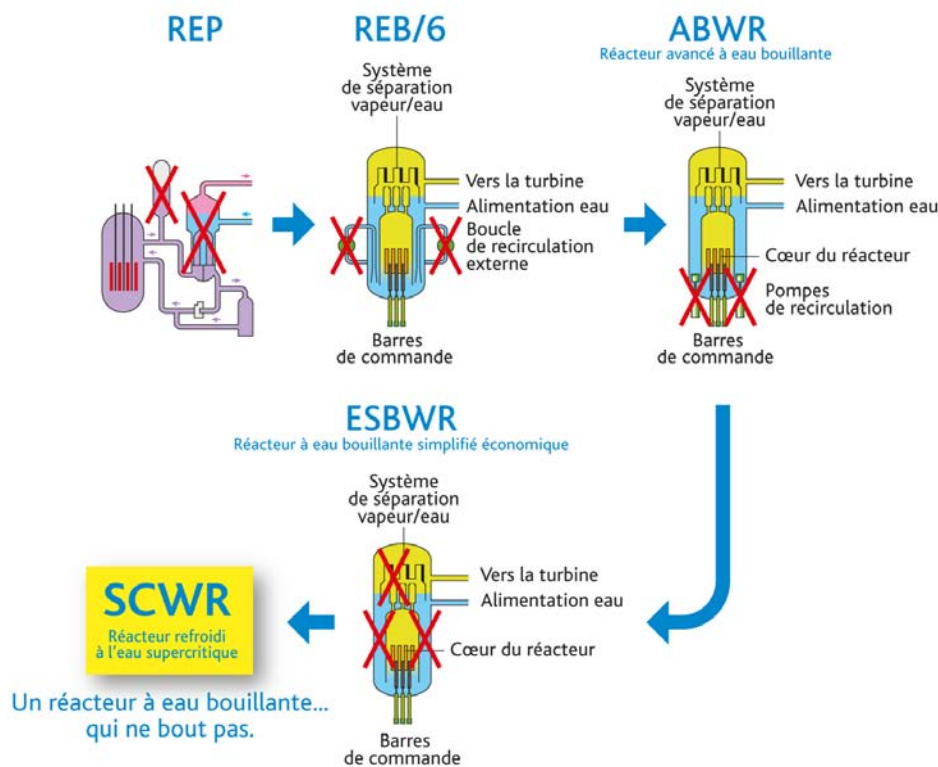 REP
REB/6
ABWR
Réacteur avancé à eau bouillante
Système
de séparation
vapeur/eau
Vers la turbine
Alimentation eau
Boucle
de recirculation
externe
Barres
de commande
Système
de séparation
vapeur/eau
Vers la turbine
Alimentation eau
Cœur du réacteur
Pompes
de recirculation
Barres
de commande
ESBWR
Réacteur à eau bouillante simplifié économique
Système
de séparation
vapeur/eau
Vers la turbine
Alimentation eau
Cœur du réacteur
Barres
de commande
SCWR
Réacteur refroidi
à l'eau supercritique
Un réacteur à eau bouillante...
qui ne bout pas.